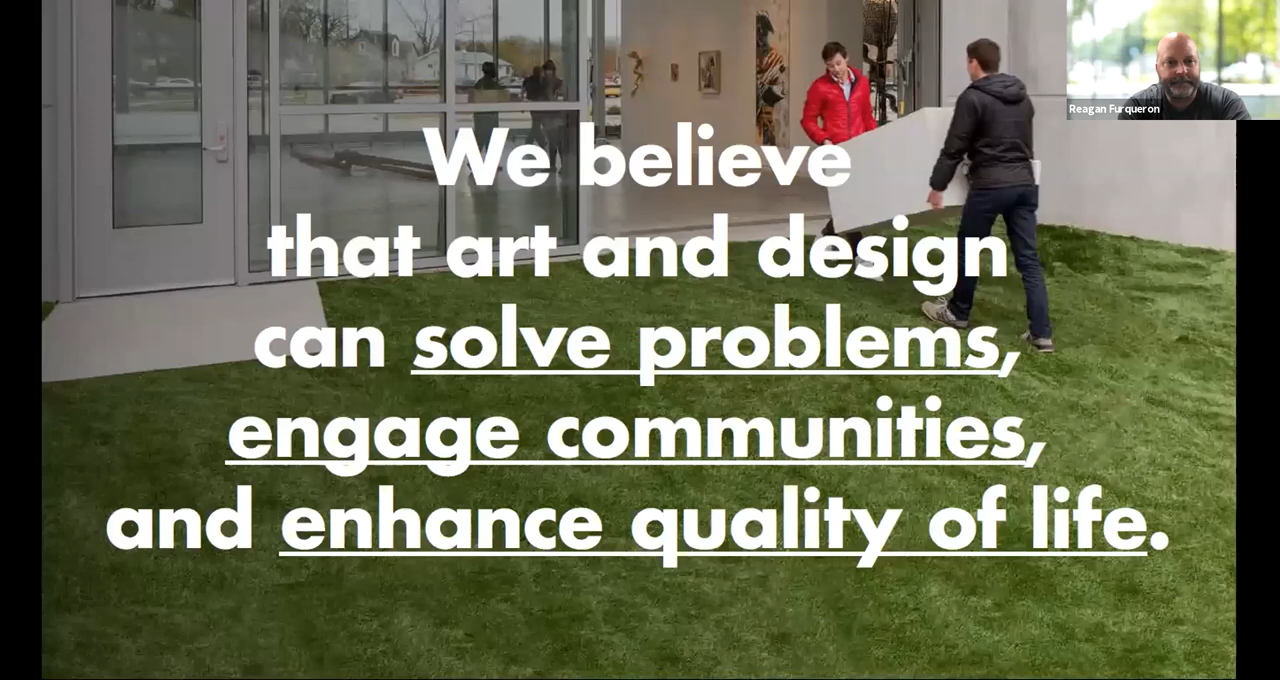 Reagan Furqueron
We believe
that art and design
can solve problems,
engage communities,
and enhance quality of life.